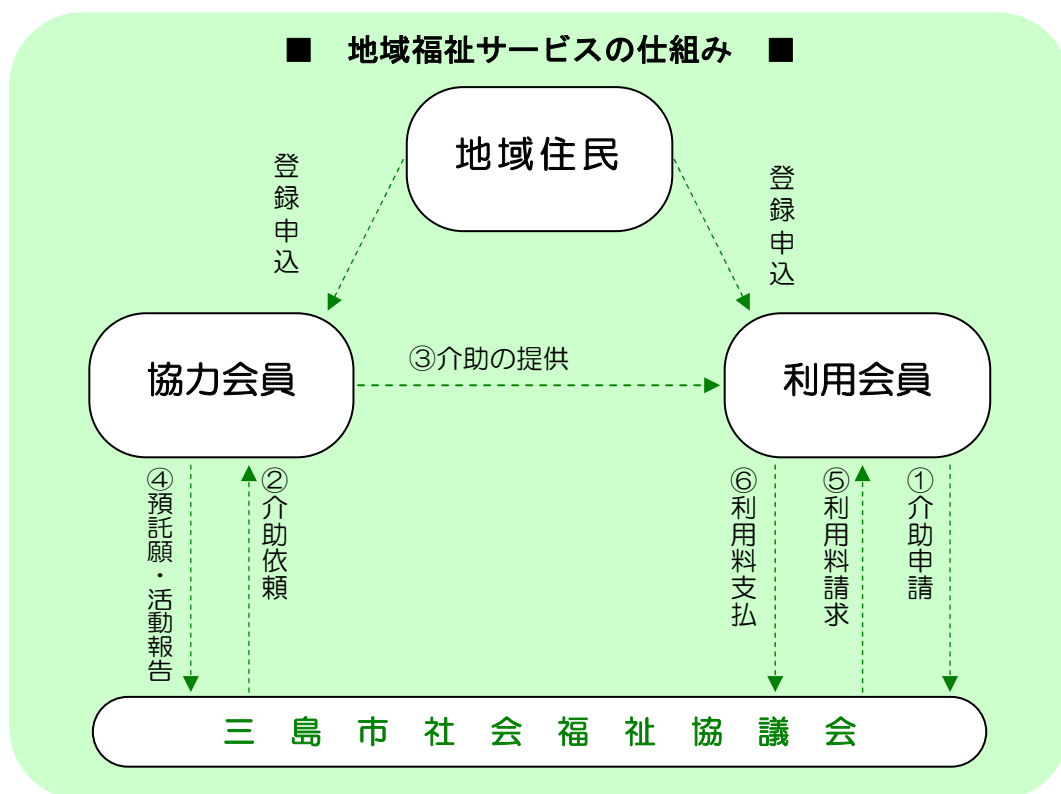 ■ 地域福祉サービスの仕組み ■
地域住民
登録申込
登録申込
協力会員
③介助の提供
利用会員
④預託願・活動報告
②介助依頼
⑥利用料支払
⑤利用料請求
①介助申請
三島市社会福祉協議会